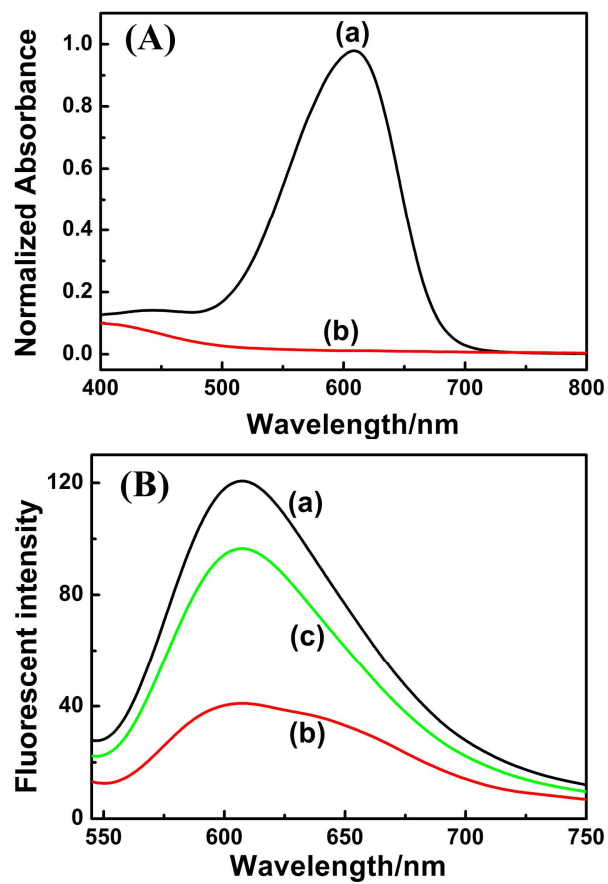 (A)
(a)
(b)
Normalized Absorbance
1.0
0.8
0.6
0.4
0.2
0.0
400 500 600 700 800
Wavelength/nm
(B)
(a)
(c)
(b)
Fluorescent intensity
120
80
40
0
550 600 650 700 750
Wavelength/nm